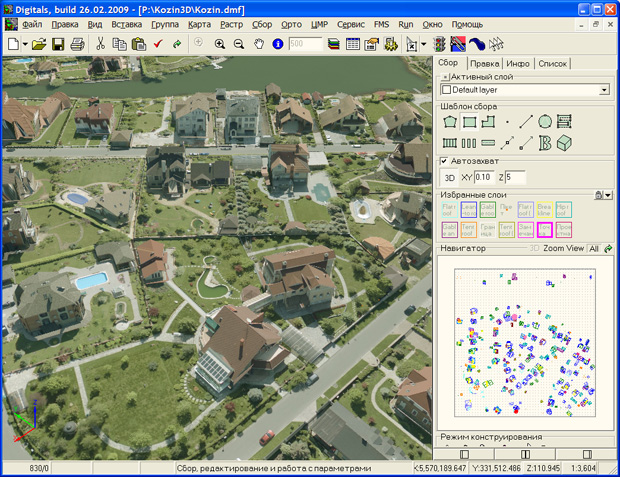 Digitals, build 26.02.2009 - [P:\Kozin3D\Kozin.dmf]
Файл Правка Вид Вставка Группа Карта Растр Сбор Орто ЦМР Сервис FMS Run Окно Помощь
500
Сбор Правка Инфо Список
Активный слой
Default layer
Шаблон сбора
Автозахват
3D XY 0.10 Z 5
Избранные слои
Навигатор 3D Zoom View All
Режим конструирования
830/0 Сбор, редактирование и работа с параметрами X:5,570,189.647 Y:331,512.486 Z:110.945 1:3,604